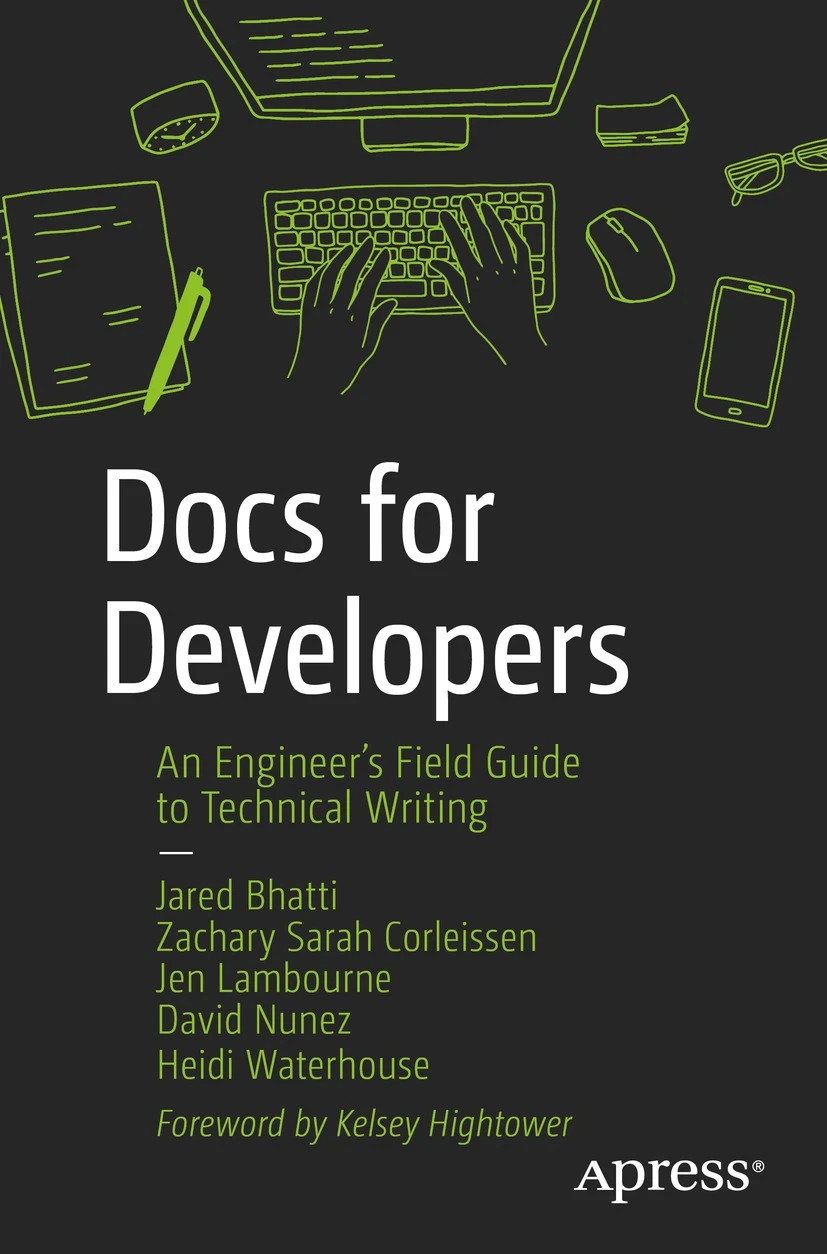 Docs for
Developers
An Engineer’s Field Guide
to Technical Writing
Jared Bhatti
Zachary Sarah Corleissen
Jen Lambourne
David Nunez
Heidi Waterhouse
Foreword by Kelsey Hightower
Apress®